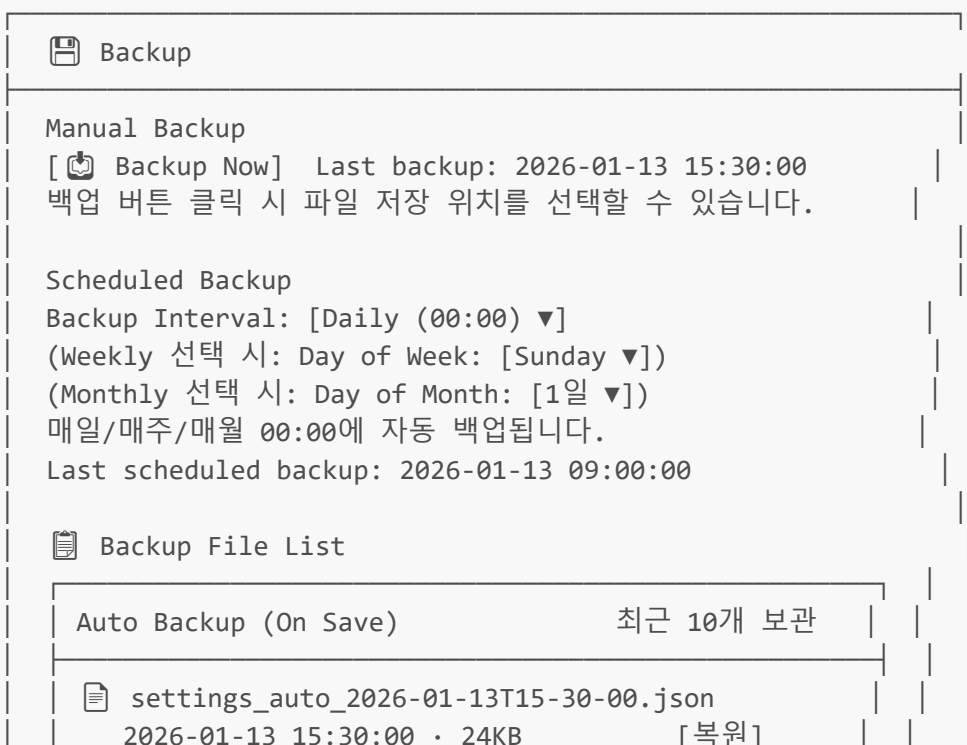 💾 Backup
Manual Backup
[📥 Backup Now] Last backup: 2026-01-13 15:30:00
백업 버튼 클릭 시 파일 저장 위치를 선택할 수 있습니다.
Scheduled Backup
Backup Interval: [Daily (00:00) ▼]
(Weekly 선택 시: Day of Week: [Sunday ▼])
(Monthly 선택 시: Day of Month: [1일 ▼])
매일/매주/매월 00:00에 자동 백업됩니다.
Last scheduled backup: 2026-01-13 09:00:00
📋 Backup File List
Auto Backup (On Save) 최근 10개 보관
📄 settings_auto_2026-01-13T15-30-00.json
2026-01-13 15:30:00 · 24KB [복원]